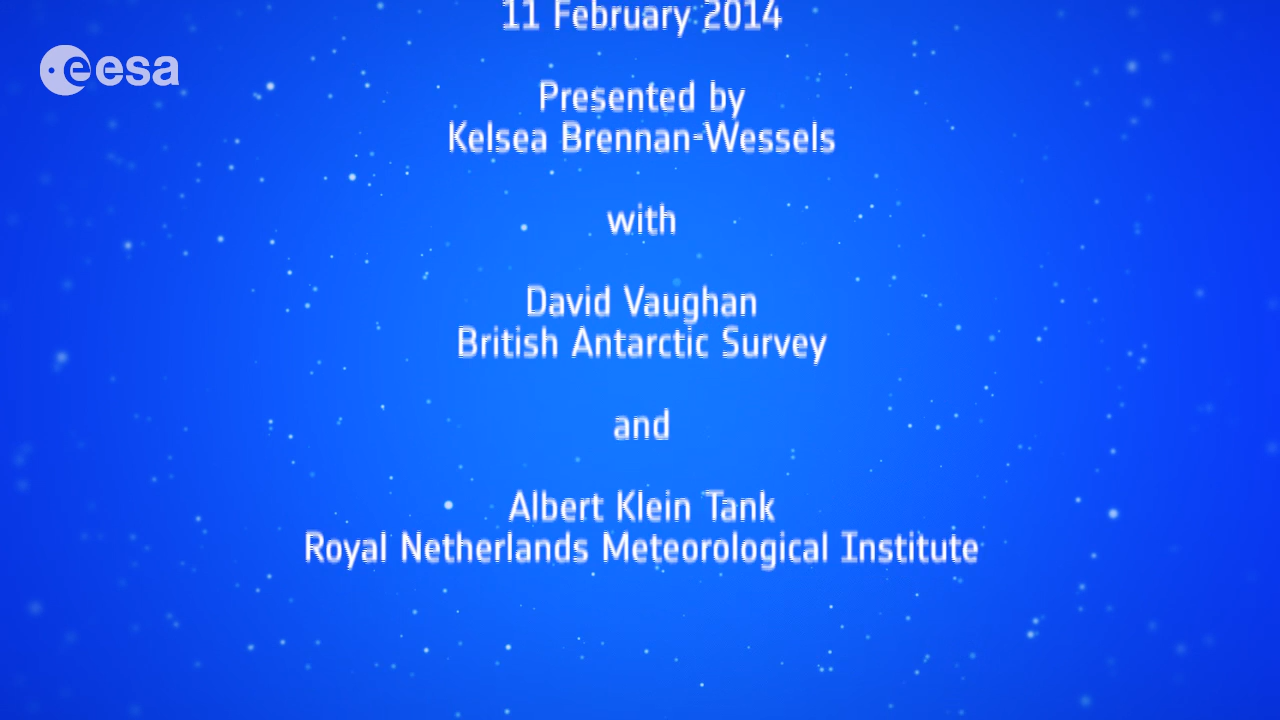 11 February 2014
esa
Presented by
Kelsea Brennan-Wessels
with
David Vaughan
British Antarctic Survey
and
Albert Klein Tank
Royal Netherlands Meteorological Institute